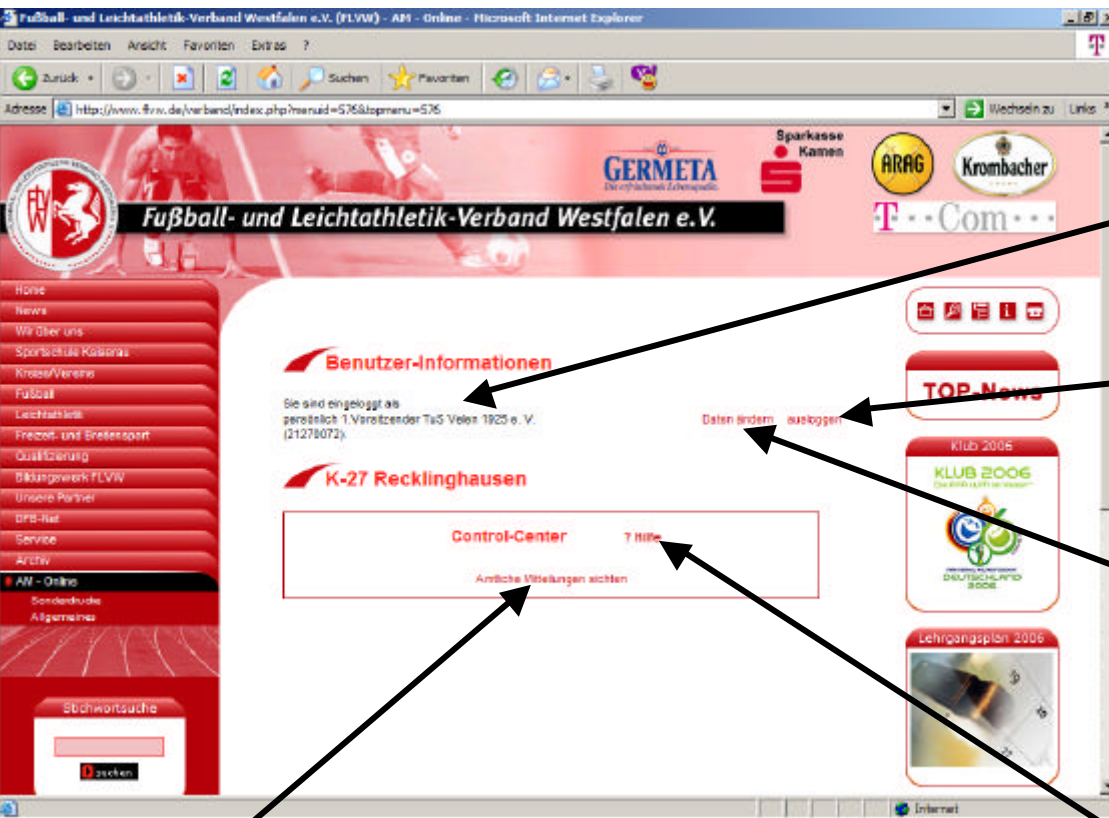 Fußball- und Leichtathletik-Verband Westfalen e.V. (FLVW) - AM - Online - Microsoft Internet Explorer
Datei Bearbeiten Ansicht Favoriten Extras ?
Zurück Suchen Favoriten
Adresse http://www.flvw.de/verband/index.php?menuid=576&topmenu=576 Wechseln zu Links
FLVW
GERMETA
Sparkasse
Kamen
ARAG
Krombacher
Fußball- und Leichtathletik-Verband Westfalen e.V.
T · · Com · · ·
Home
News
Wir über uns
Sportschule Kaiserau
Kreise/Vereine
Fußball
Leichtathletik
Freizeit- und Breitensport
Qualifizierung
Bildungswerk FLVW
Unsere Partner
DFB-Net
Service
Archiv
AM - Online
Sonderdrucke
Allgemeines
Stichwortsuche
suchen
Benutzer-Informationen
Sie sind eingeloggt als
persönlich 1.Vorsitzender TuS Velen 1925 e. V.
(21270072).
Daten ändern ausloggen
K-27 Recklinghausen
Control-Center ? Hilfe
Amtliche Mitteilungen sichten
TOP-News
Klub 2006
KLUB 2006
DEUTSCHLAND
2006
Lehrgangsplan 2006
Internet